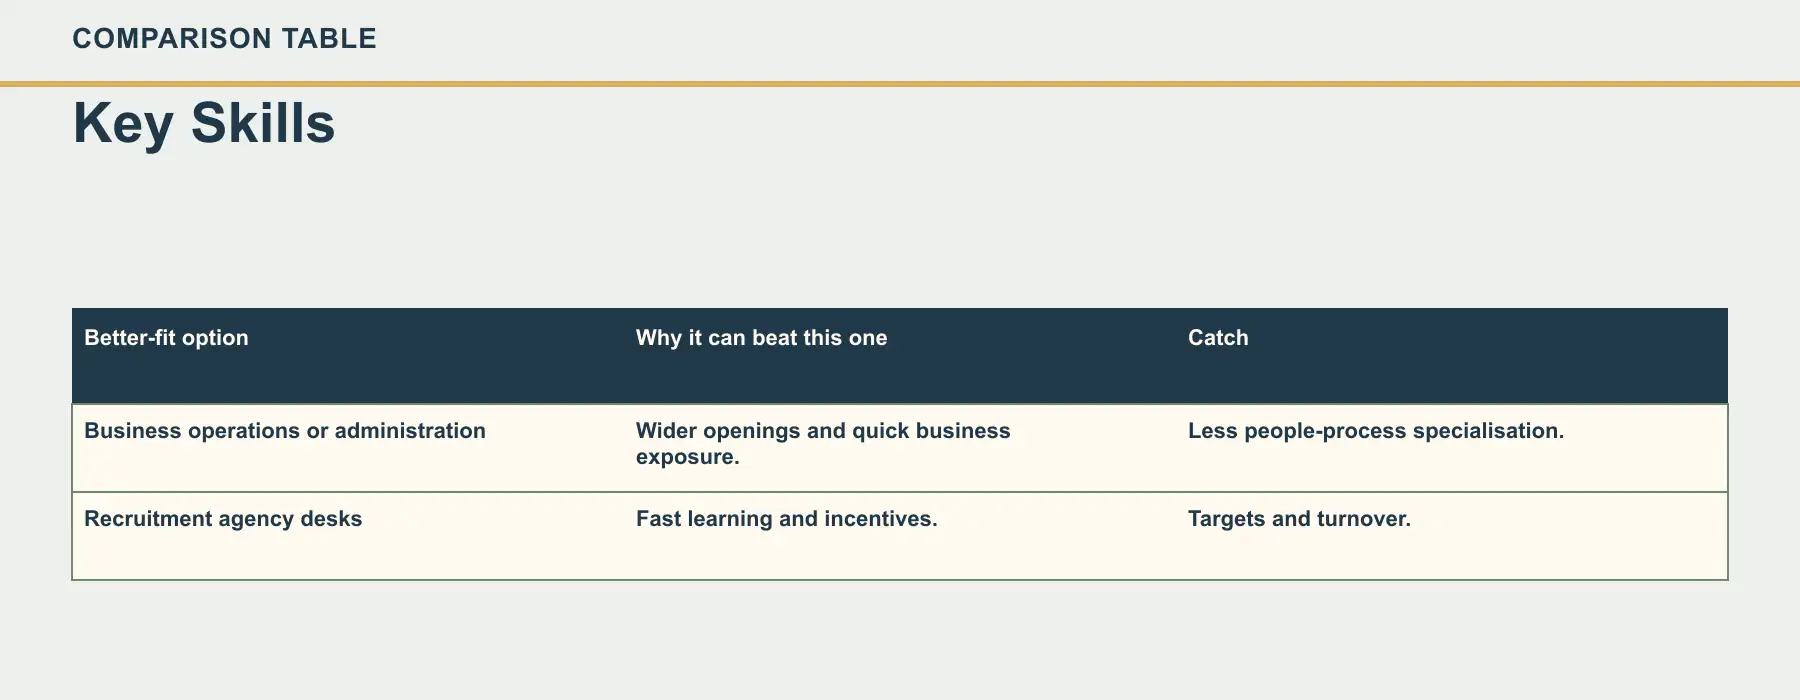 COMPARISON TABLE
Key Skills
Better-fit option
Why it can beat this one
Catch
Business operations or administration
Wider openings and quick business
exposure.
Less people-process specialisation.
Recruitment agency desks
Fast learning and incentives.
Targets and turnover.